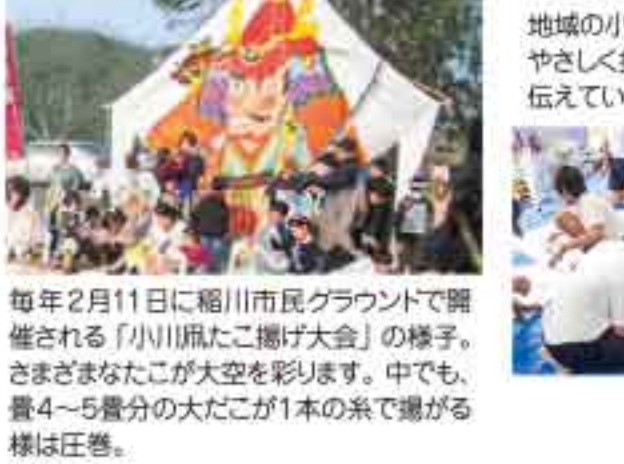 毎年2月11日に稲川市民グラウントで開
催される「小川凧たこ揚げ大会」の様子。
さまざまなたこが大空を彩ります。中でも、
畳4〜5畳分の大だこが1本の糸で揚がる
様は圧巻。
地域の小
やさしく
伝えてい